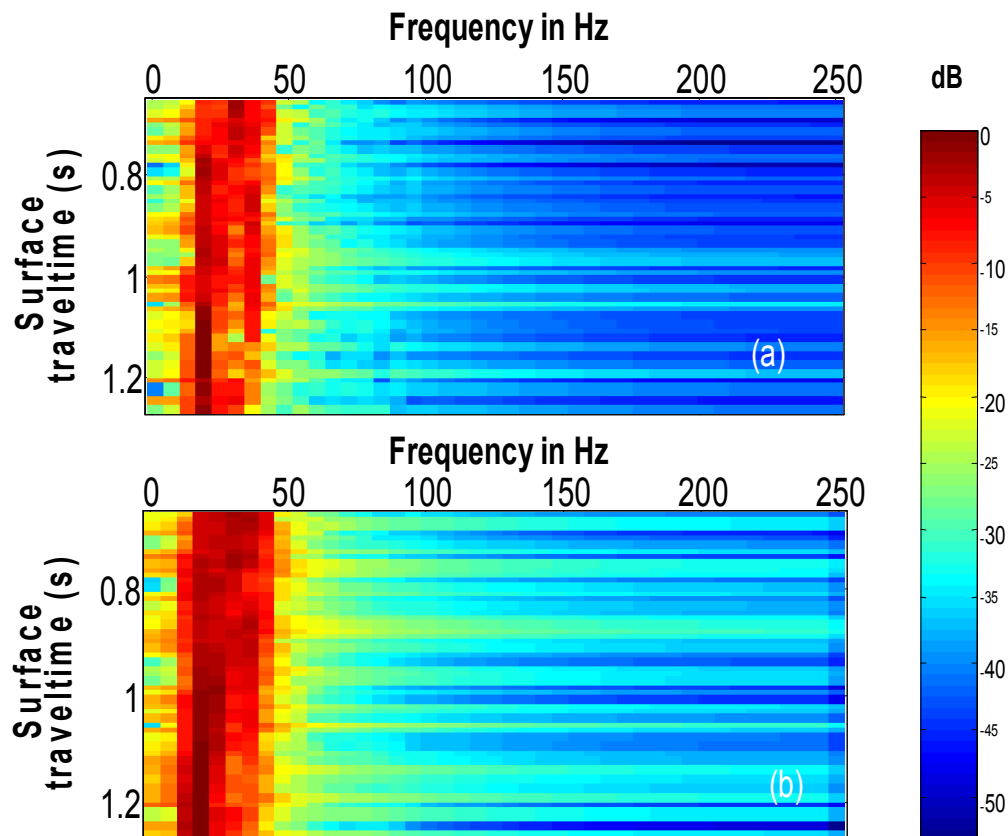 Frequency in Hz
0 50 100 150 200 250
dB
Surface
traveltime (s)
0.8
1
1.2
(a)
0
-5
-10
-15
-20
-25
-30
-35
-40
-45
-50
Frequency in Hz
0 50 100 150 200 250
Surface
traveltime (s)
0.8
1
1.2
(b)